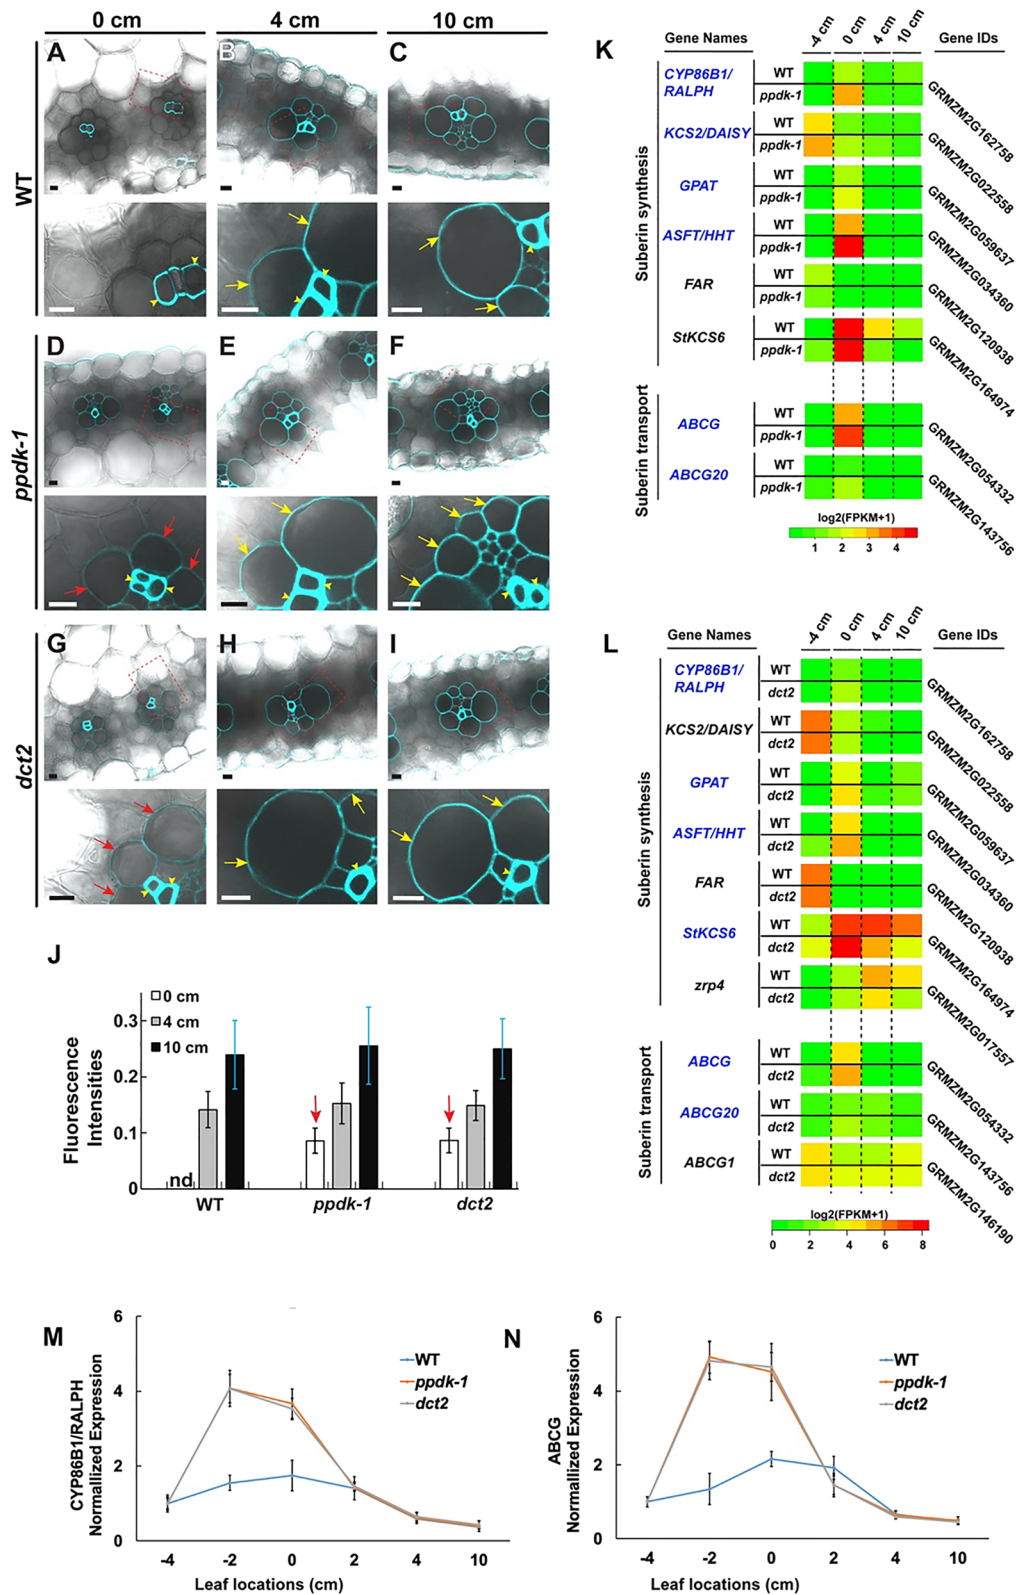 0 cm
4 cm
10 cm
A
B
C
WT
D
E
F
ppdk-1
G
H
I
dct2
J
0 cm
4 cm
10 cm
Fluorescence
Intensities
0.3
0.2
0.1
0
nd
WT
ppdk-1
dct2
K
Gene Names
-4 cm
0 cm
4 cm
10 cm
Gene IDs
Suberin synthesis
CYP86B1/
RALPH
WT
ppdk-1
GRMZM2G162758
KCS2/DAISY
WT
ppdk-1
GRMZM2G022558
GPAT
WT
ppdk-1
GRMZM2G059637
ASFT/HHT
WT
ppdk-1
GRMZM2G034360
FAR
WT
ppdk-1
GRMZM2G120938
StKCS6
WT
ppdk-1
GRMZM2G164974
Suberin transport
ABCG
WT
ppdk-1
GRMZM2G054332
ABCG20
WT
ppdk-1
GRMZM2G143756
log2(FPKM+1)
1 2 3 4
L
Gene Names
-4 cm
0 cm
4 cm
10 cm
Gene IDs
Suberin synthesis
CYP86B1/
RALPH
WT
dct2
GRMZM2G162758
KCS2/DAISY
WT
dct2
GRMZM2G022558
GPAT
WT
dct2
GRMZM2G059637
ASFT/HHT
WT
dct2
GRMZM2G034360
FAR
WT
dct2
GRMZM2G120938
StKCS6
WT
dct2
GRMZM2G164974
zrp4
WT
dct2
GRMZM2G017557
Suberin transport
ABCG
WT
dct2
GRMZM2G054332
ABCG20
WT
dct2
GRMZM2G143756
ABCG1
WT
dct2
GRMZM2G146190
log2(FPKM+1)
0 2 4 6 8
M
CYP86B1/RALPH
Normallized Expression
6
4
2
0
-4 -2 0 2 4 10
Leaf locations (cm)
WT
ppdk-1
dct2
N
ABCG
Normallized Expression
6
4
2
0
-4 -2 0 2 4 10
Leaf locations (cm)
WT
ppdk-1
dct2